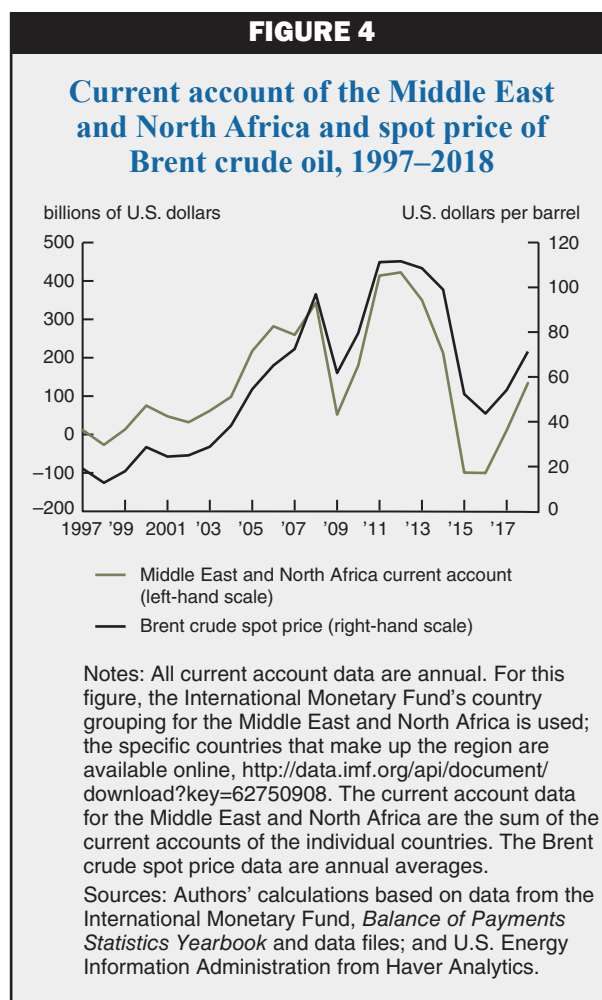 FIGURE 4
Current account of the Middle East
and North Africa and spot price of
Brent crude oil, 1997–2018
billions of U.S. dollars
U.S. dollars per barrel
500
400
300
200
100
0
–100
–200
120
100
80
60
40
20
0
1997 ’99 2001 ’03 ’05 ’07 ’09 ’11 ’13 ’15 ’17
Middle East and North Africa current account
(left-hand scale)
Brent crude spot price (right-hand scale)
Notes: All current account data are annual. For this
figure, the International Monetary Fund’s country
grouping for the Middle East and North Africa is used;
the specific countries that make up the region are
available online, http://data.imf.org/api/document/
download?key=62750908. The current account data
for the Middle East and North Africa are the sum of the
current accounts of the individual countries. The Brent
crude spot price data are annual averages.
Sources: Authors’ calculations based on data from the
International Monetary Fund, Balance of Payments
Statistics Yearbook and data files; and U.S. Energy
Information Administration from Haver Analytics.